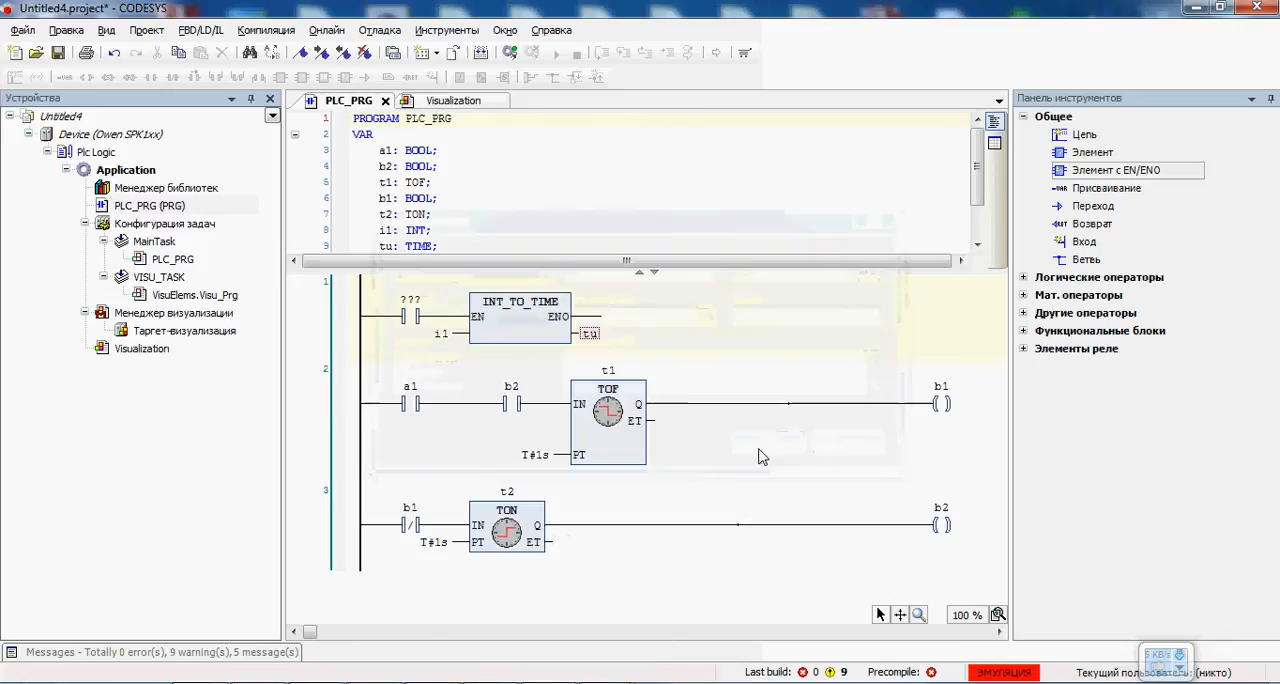 Untitled4.project* - CODESYS
Файл Правка Вид Проект FBD/LD/IL Компиляция Онлайн Отладка Инструменты Окно Справка
Устройства
Untitled4
Device (Owen SPK1xx)
Plc Logic
Application
Менеджер библиотек
PLC_PRG (PRG)
Конфигурация задач
MainTask
PLC_PRG
VISU_TASK
VisuElems.Visu_Prg
Менеджер визуализации
Таргет-визуализация
Visualization
PLC_PRG Visualization
1 PROGRAM PLC_PRG
2 VAR
3 a1: BOOL;
4 b2: BOOL;
5 t1: TOF;
6 b1: BOOL;
7 t2: TON;
8 i1: INT;
9 tu: TIME;
1
??? INT_TO_TIME
EN ENO
i1 tu
2
t1
a1 b2 TOF b1
IN Q
ET
T#1s PT
3
t2
b1 TON b2
IN Q
T#1s PT ET
100 %
Панель инструментов
Общее
Цепь
Элемент
Элемент с EN/ENO
Присваивание
Переход
Возврат
Вход
Ветвь
Логические операторы
Мат. операторы
Другие операторы
Функциональные блоки
Элементы реле
Messages - Totally 0 error(s), 9 warning(s), 5 message(s)
5 KB/s
Last build: 0 9 Precompile: ЭМУЛЯЦИЯ Текущий пользователь: (никто)